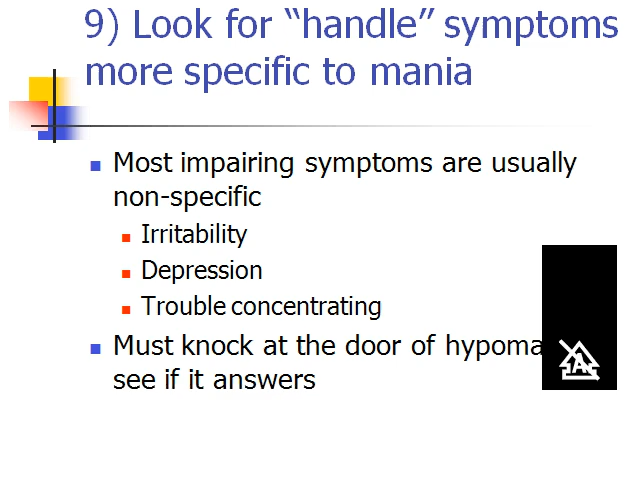 9) Look for “handle” symptoms
more specific to mania
Most impairing symptoms are usually
non-specific
Irritability
Depression
Trouble concentrating
Must knock at the door of
see if it answers